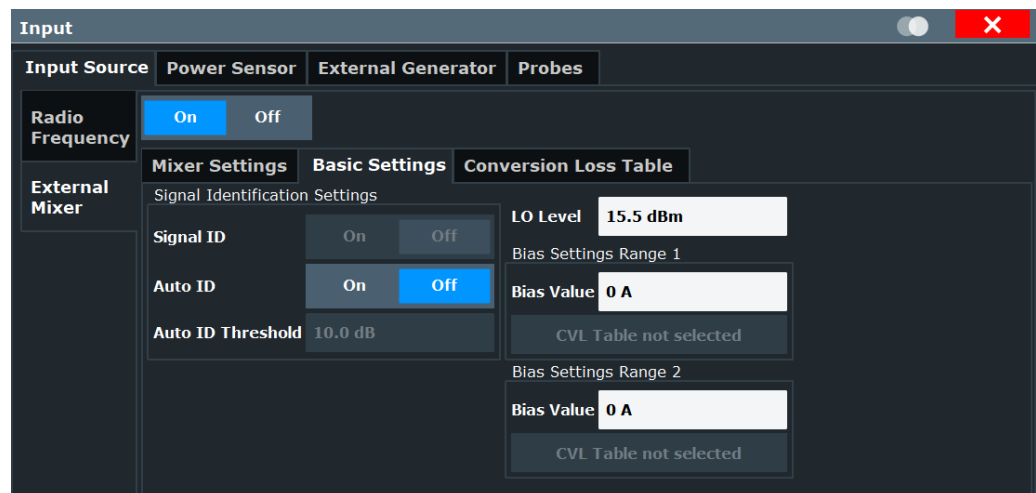 Input
Input Source Power Sensor External Generator Probes
Radio
Frequency
External
Mixer
On Off
Mixer Settings Basic Settings Conversion Loss Table
Signal Identification Settings
Signal ID On Off
Auto ID On Off
Auto ID Threshold 10.0 dB
LO Level 15.5 dBm
Bias Settings Range 1
Bias Value 0 A
CVL Table not selected
Bias Settings Range 2
Bias Value 0 A
CVL Table not selected